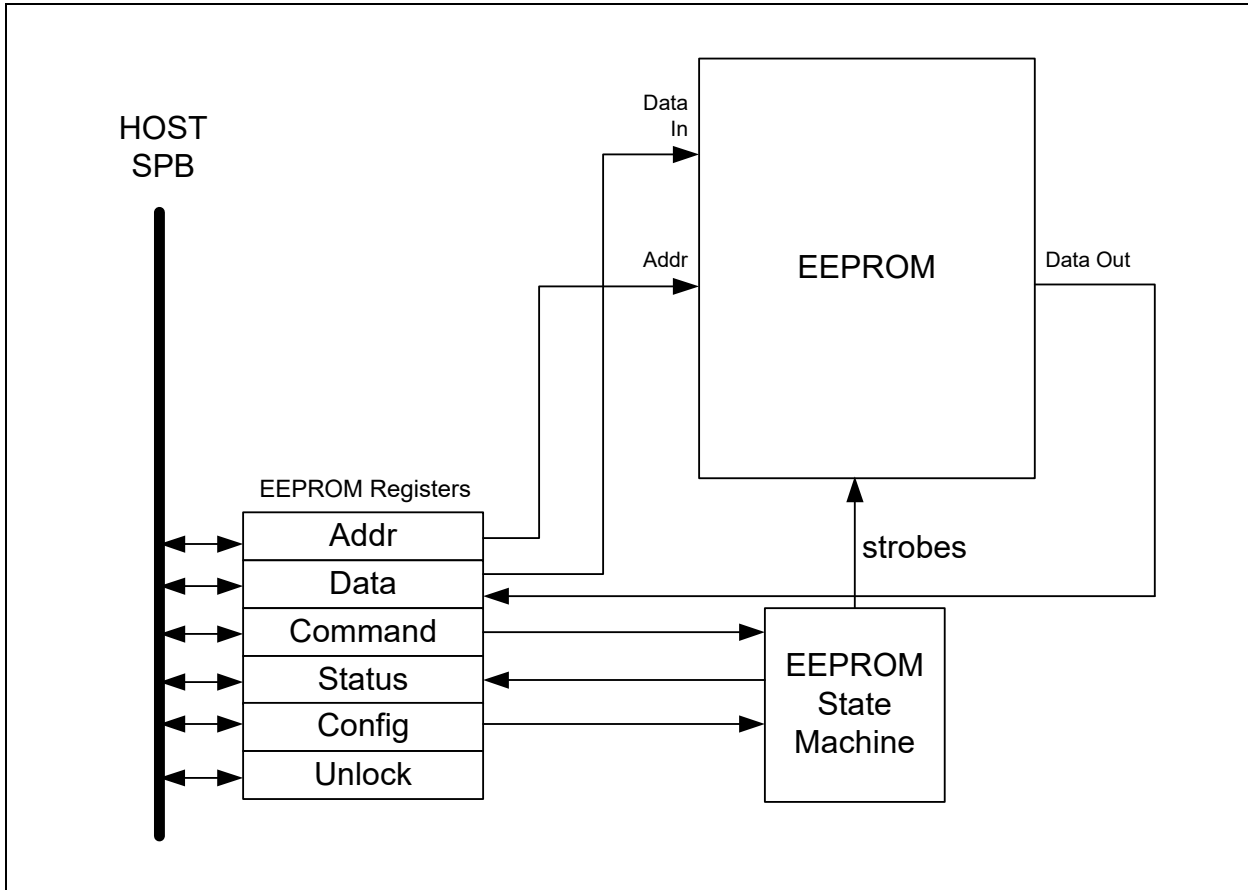 HOST
SPB
Data
In
Addr
EEPROM
Data Out
EEPROM Registers
Addr
Data
Command
Status
Config
Unlock
strobes
EEPROM
State
Machine